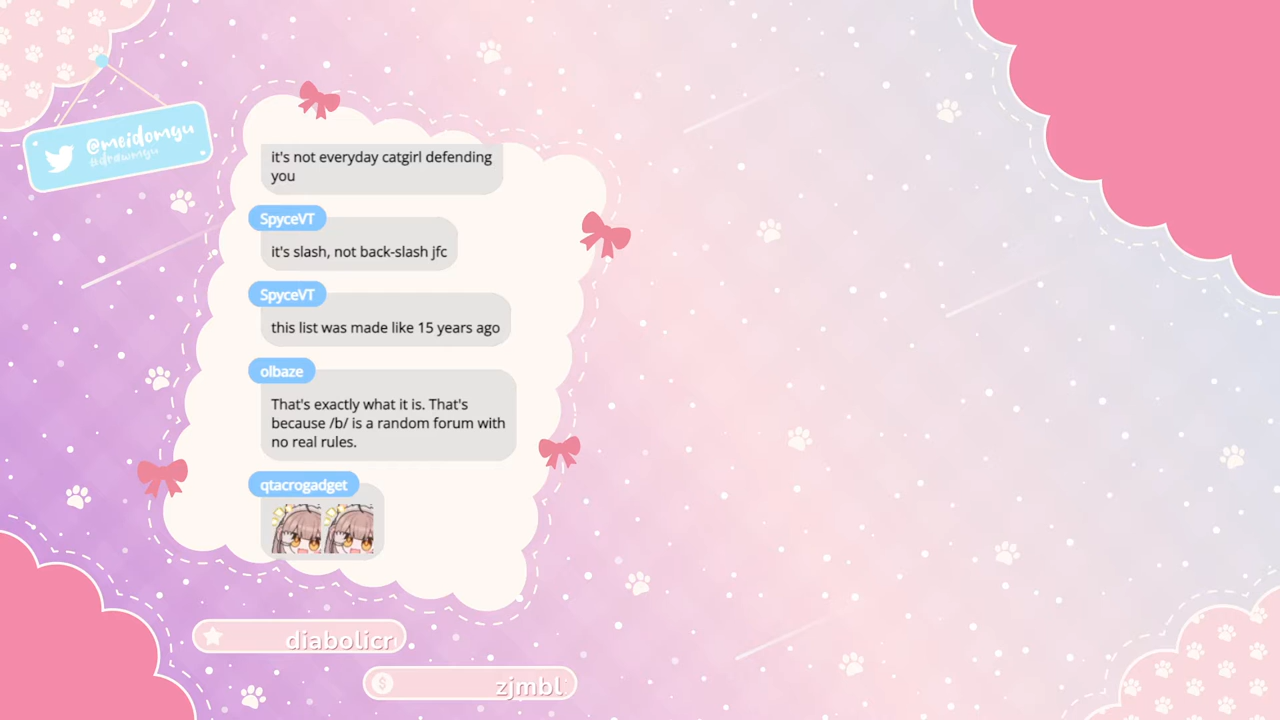 @meidomyu
@drawmyu
it's not everyday catgirl defending
you
SpyceVT
it's slash, not back-slash jfc
SpyceVT
this list was made like 15 years ago
olbaze
That's exactly what it is. That's
because /b/ is a random forum with
no real rules.
qtacrogadget
diabolicr
zjmbl